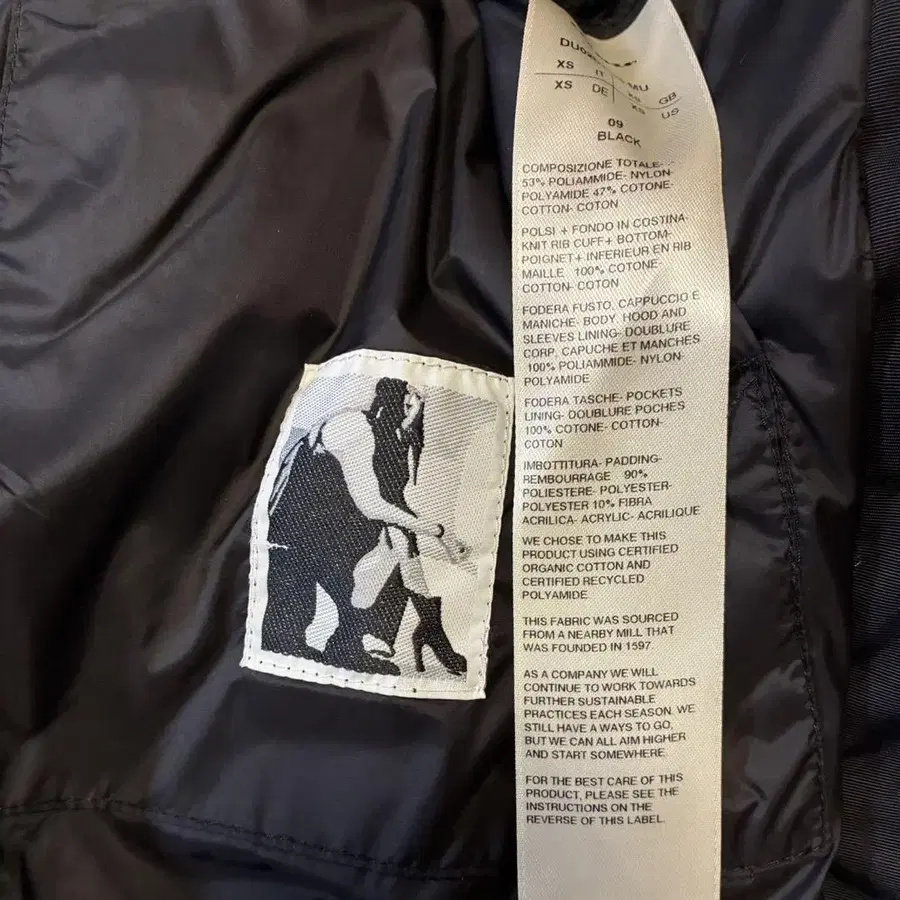 XS IT MU
XS DE XS GB
US
09
BLACK
COMPOSIZIONE TOTALE-
53% POLIAMMIDE- NYLON-
POLYAMIDE 47% COTONE-
COTTON- COTON
POLSI + FONDO IN COSTINA-
KNIT RIB CUFF+ BOTTOM-
POIGNET+ INFERIEUR EN RIB
MAILLE 100% COTONE-
COTTON- COTON
FODERA FUSTO, CAPPUCCIO E
MANICHE- BODY, HOOD AND
SLEEVES LINING- DOUBLURE
CORP, CAPUCHE ET MANCHES
100% POLIAMMIDE- NYLON-
POLYAMIDE
FODERA TASCHE- POCKETS
LINING- DOUBLURE POCHES
100% COTONE- COTTON-
COTON
IMBOTTITURA- PADDING-
REMBOURRAGE 90%
POLIESTERE- POLYESTER-
POLYESTER 10% FIBRA
ACRILICA- ACRYLIC- ACRILIQUE
WE CHOSE TO MAKE THIS
PRODUCT USING CERTIFIED
ORGANIC COTTON AND
CERTIFIED RECYCLED
POLYAMIDE.
THIS FABRIC WAS SOURCED
FROM A NEARBY MILL THAT
WAS FOUNDED IN 1597.
AS A COMPANY WE WILL
CONTINUE TO WORK TOWARDS
FURTHER SUSTAINABLE
PRACTICES EACH SEASON. WE
STILL HAVE A WAYS TO GO,
BUT WE CAN ALL AIM HIGHER
AND START SOMEWHERE.
FOR THE BEST CARE OF THIS
PRODUCT, PLEASE SEE THE
INSTRUCTIONS ON THE
REVERSE OF THIS LABEL.